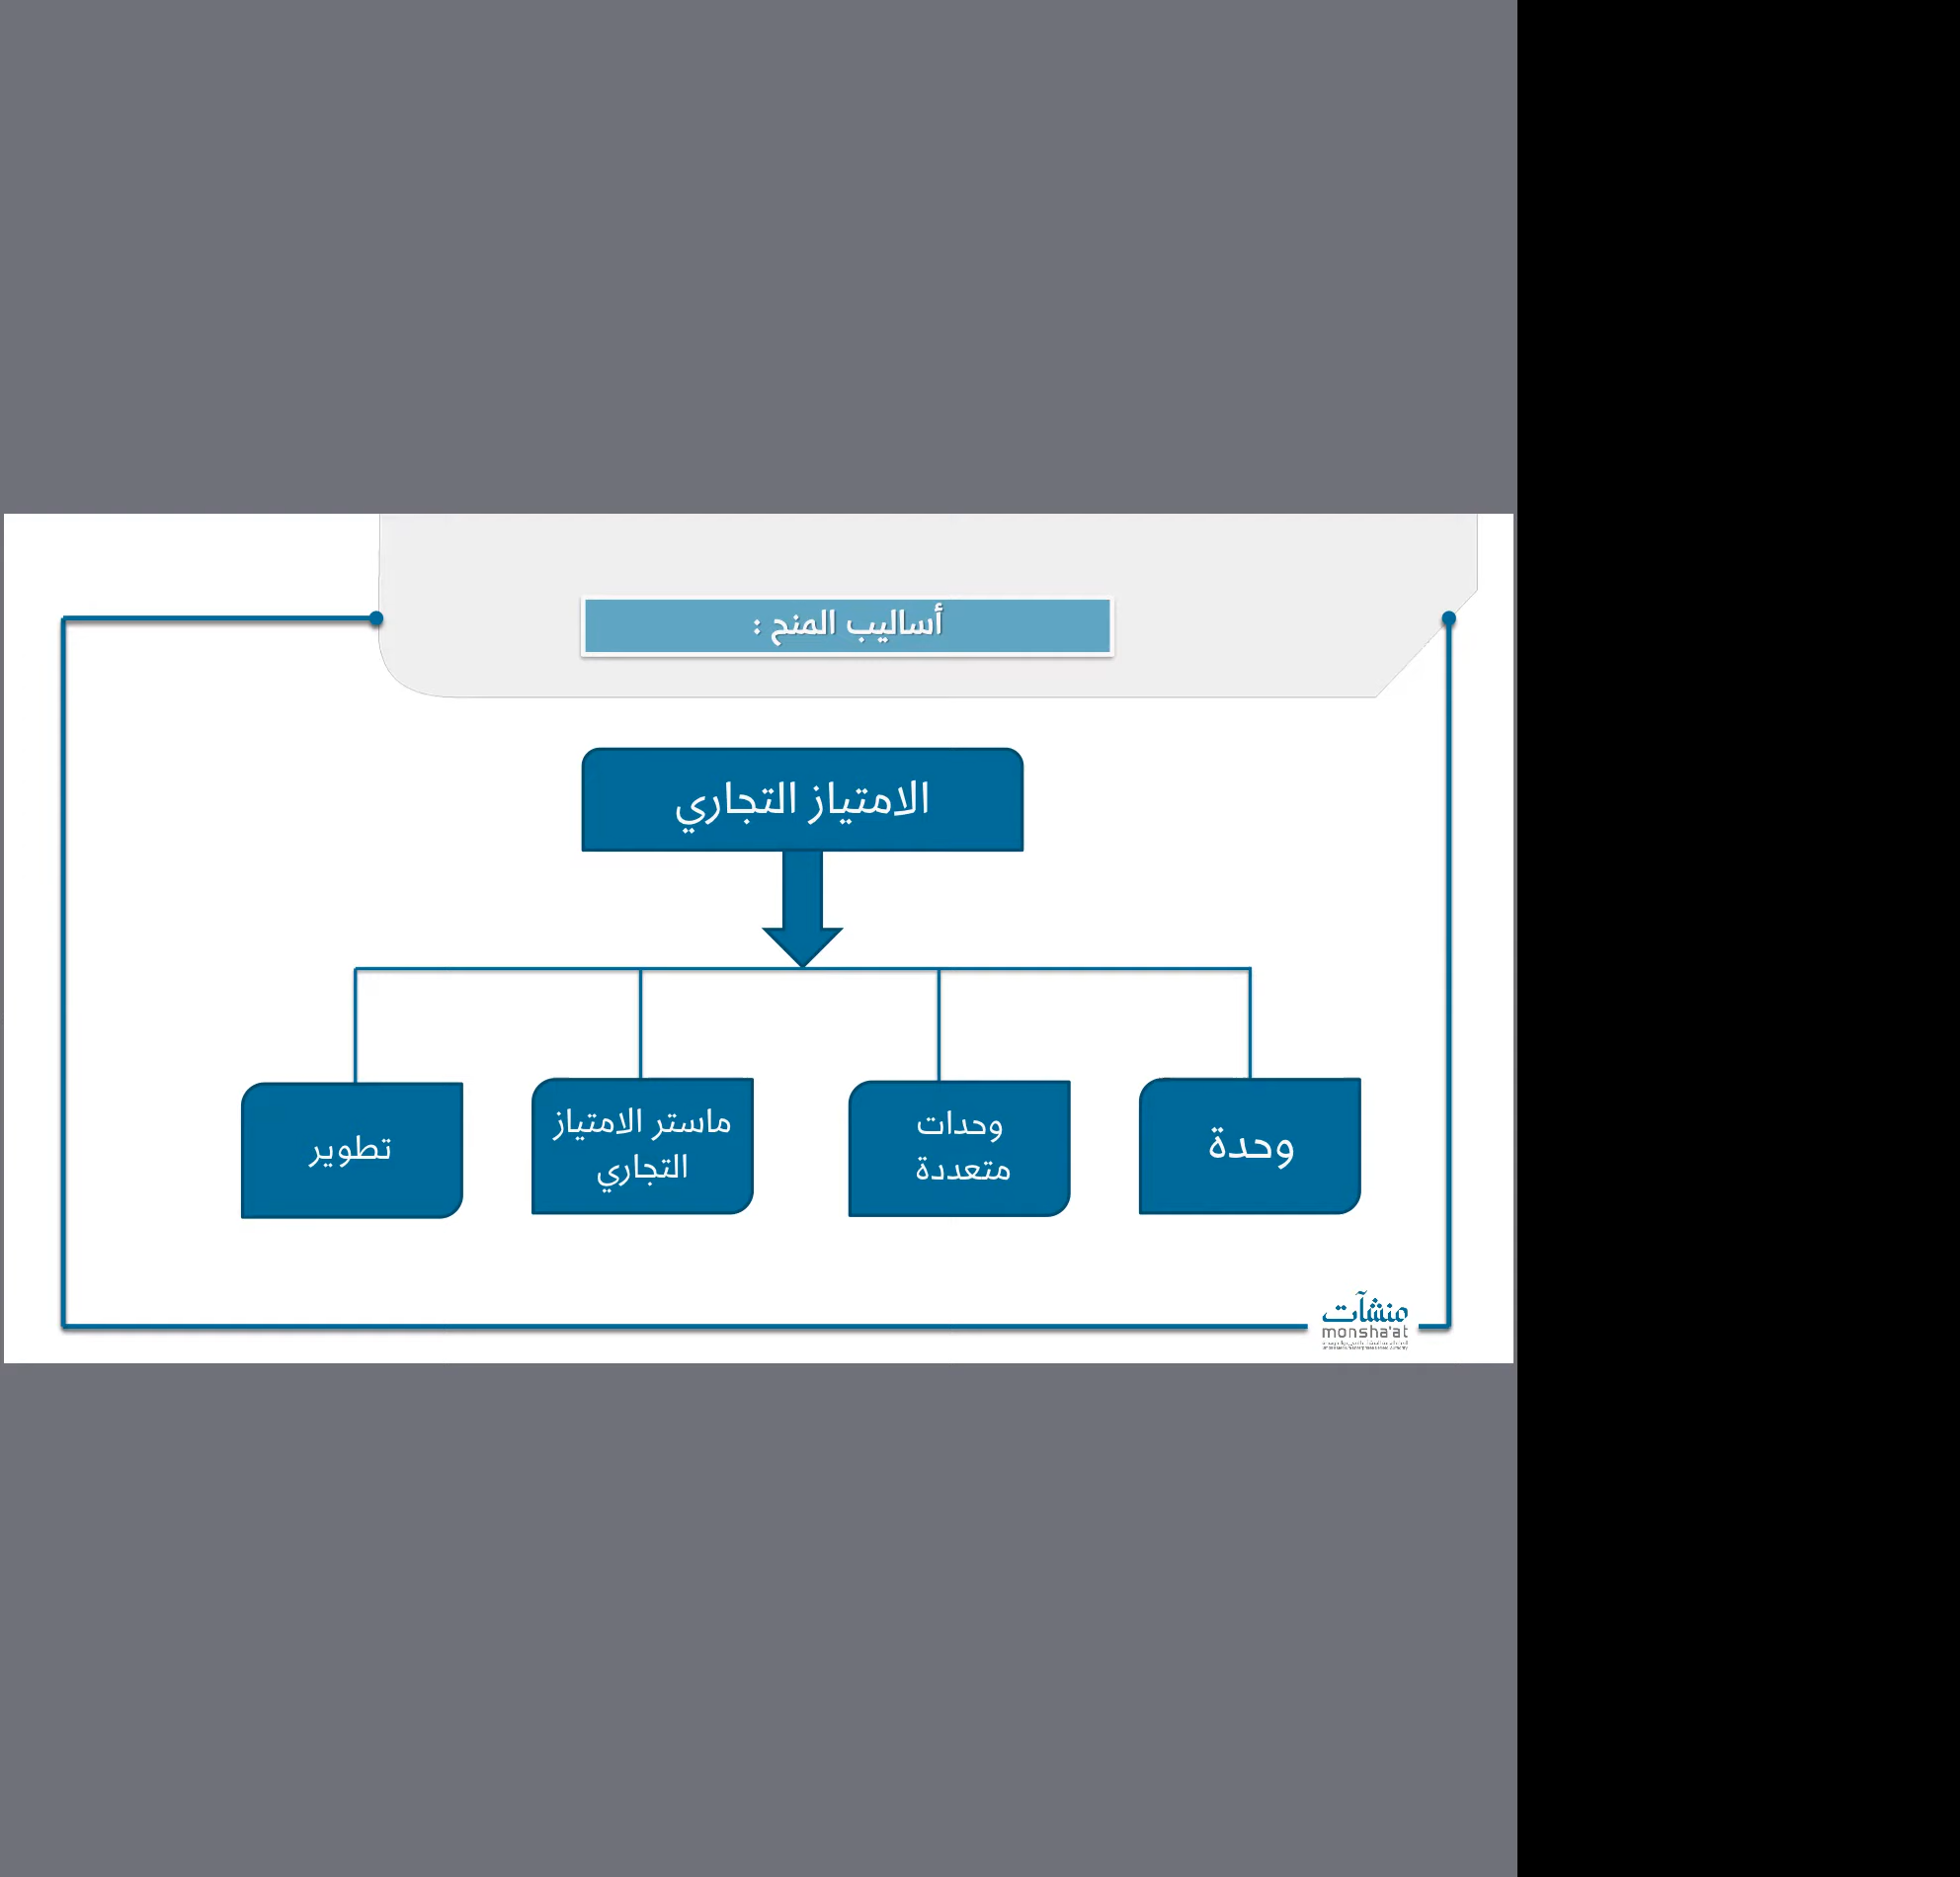 أساليب المنح :
الامتياز التجاري
وحدة
وحدات
متعددة
ماستر الامتياز
التجاري
تطوير
منشآت
monsha'at